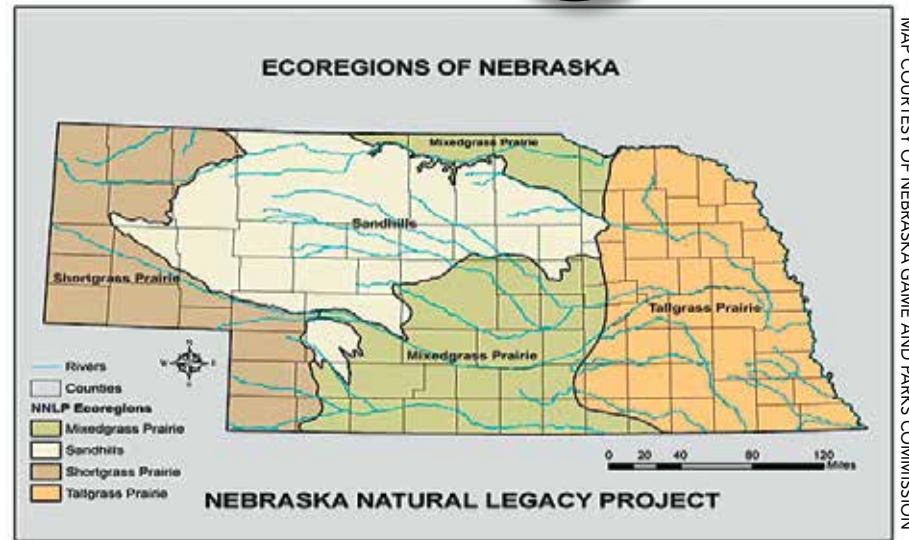 ECOREGIONS OF NEBRASKA
Mixedgrass Prairie
Sandhills
Shortgrass Prairie
Tallgrass Prairie
Mixedgrass Prairie
N
W
E
S
Rivers
Counties
NNLP Ecoregions
Mixedgrass Prairie
Sandhills
Shortgrass Prairie
Tallgrass Prairie
0 20 40 80 120
Miles
NEBRASKA NATURAL LEGACY PROJECT
MAP COURTESY OF NEBRASKA GAME AND PARKS COMMISSION